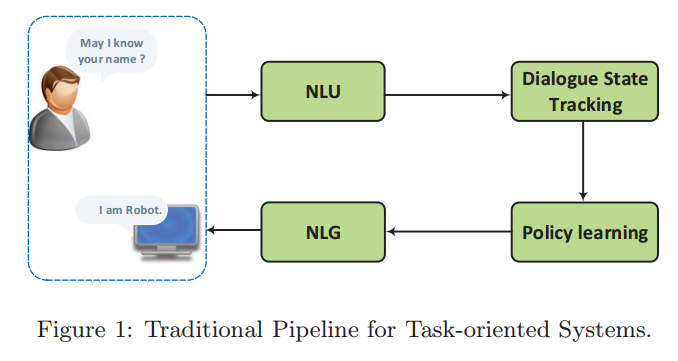 May I know
your name ?
NLU
Dialogue State
Tracking
I am Robot.
NLG
Policy learning
Figure 1: Traditional Pipeline for Task-oriented Systems.